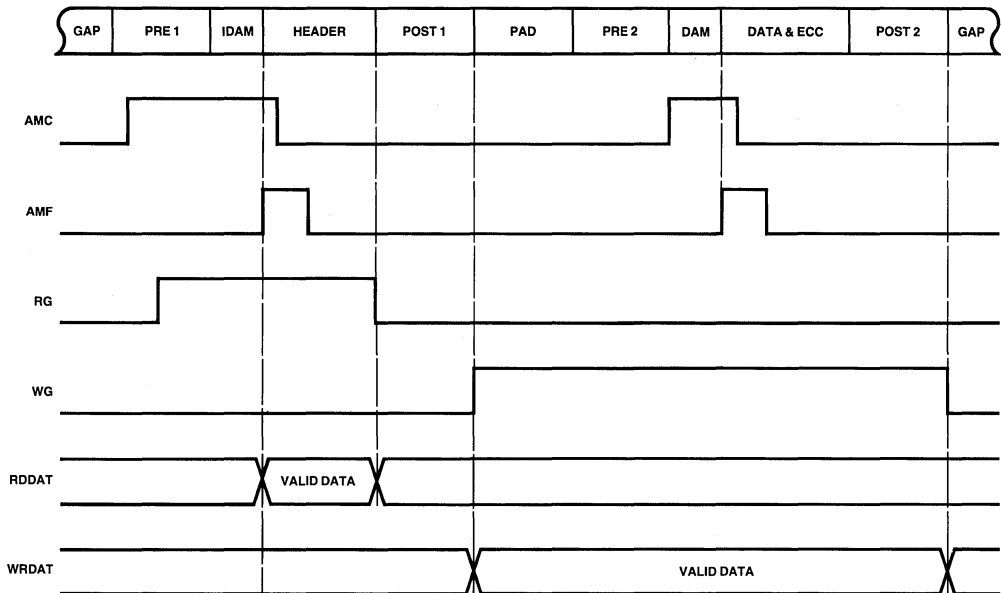 GAP PRE 1 IDAM HEADER POST 1 PAD PRE 2 DAM DATA & ECC POST 2 GAP
AMC
AMF
RG
WG
RDDAT VALID DATA
WRDAT VALID DATA